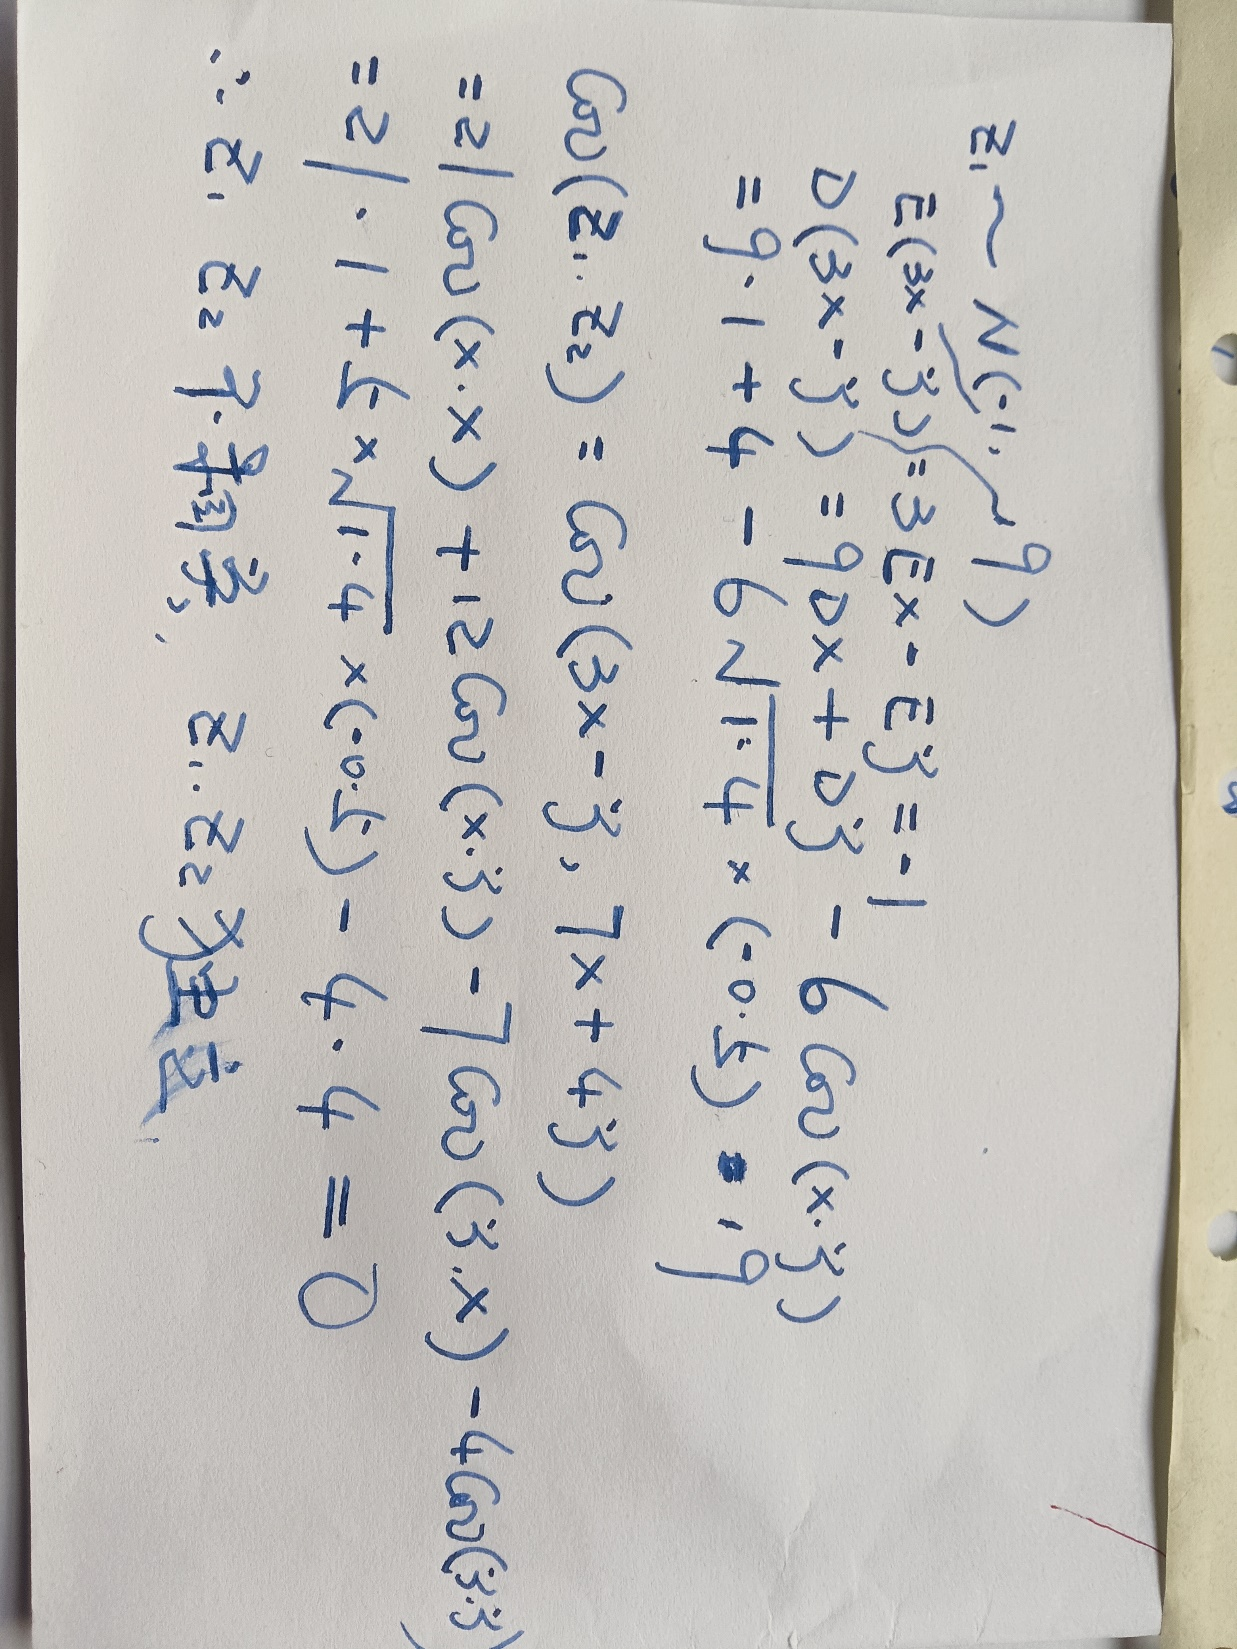 Z₁ ~ N(-1. 9)
E(3x - y) = 3Ex - Ey = -1
D(3x - y) = 9Dx + Dy - 6Cov(x.y)
= 9·1 + 4 - 6√1·4 × (-0.5) = 19
Cov(Z₁.Z₂) = Cov(3x - y, 7x + 4y)
= 21Cov(x.x) + 12Cov(x.y) - 7Cov(y.x) - 4Cov(y.y)
= 21·1 + 5×√1·4 ×(-0.5) - 4·4 = 0
∴ Z₁ Z₂ 不相关, Z₁.Z₂ 独立